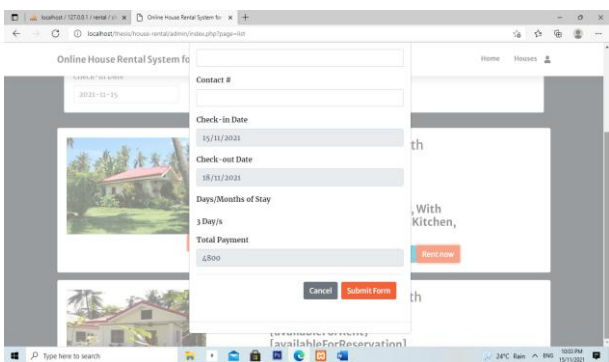 localhost / 127.0.0.1 / rental /
Online House Rental System fo
localhost/thesis/house-rental/admin/index.php?page=list
Online House Rental System fo
Home
Houses
Check-in Date
2021-11-15
Contact #
Check-in Date
15/11/2021
Check-out Date
18/11/2021
Days/Months of Stay
3 Day/s
Total Payment
4800
Cancel
Submit Form
th
, With
Kitchen,
Rent now
th
[availableForRent]
[availableForReservation]
Type here to search
24°C Rain
ENG
10:03 PM
15/11/2021